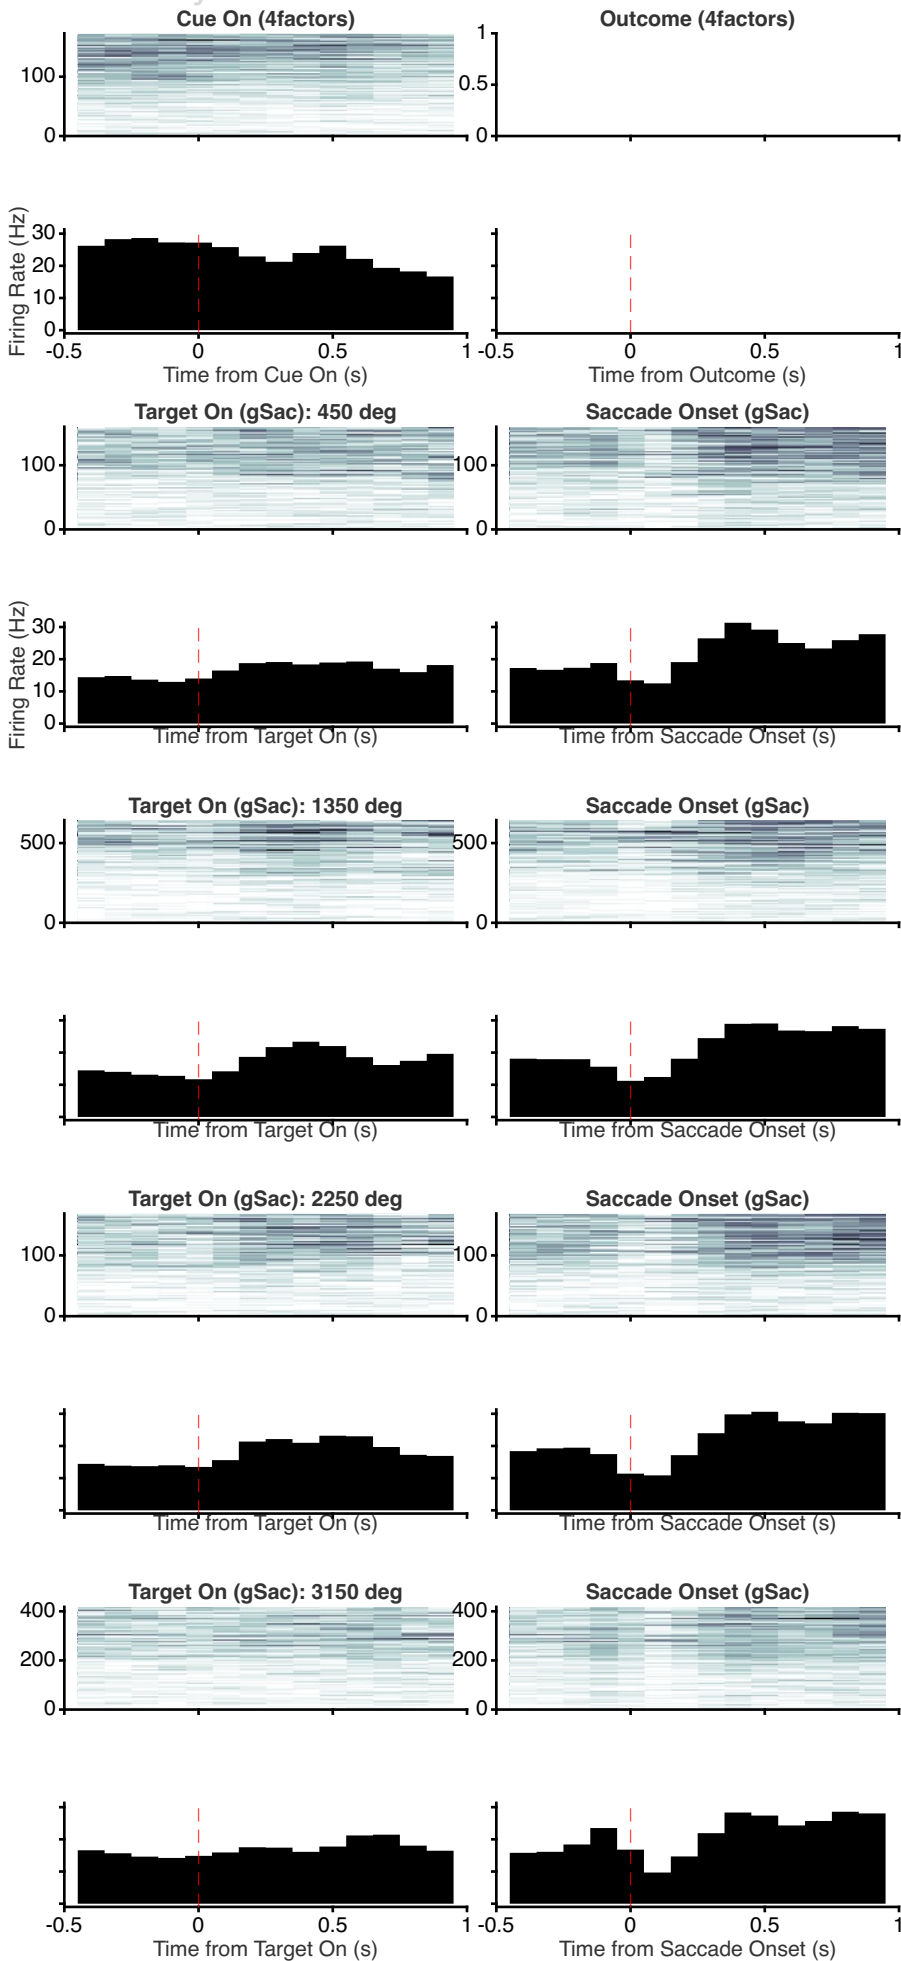 Cue On (4factors) Outcome (4factors)
100
0
1
0.5
0
Firing Rate (Hz)
30
20
10
0
-0.5 0 0.5 1 -0.5 0 0.5 1
Time from Cue On (s) Time from Outcome (s)
Target On (gSac): 450 deg Saccade Onset (gSac)
100 100
0 0
Firing Rate (Hz)
30
20
10
0
Time from Target On (s) Time from Saccade Onset (s)
Target On (gSac): 1350 deg Saccade Onset (gSac)
500 500
0 0
Time from Target On (s) Time from Saccade Onset (s)
Target On (gSac): 2250 deg Saccade Onset (gSac)
100 100
0 0
Time from Target On (s) Time from Saccade Onset (s)
Target On (gSac): 3150 deg Saccade Onset (gSac)
400 400
200 200
0 0
-0.5 0 0.5 1 -0.5 0 0.5 1
Time from Target On (s) Time from Saccade Onset (s)